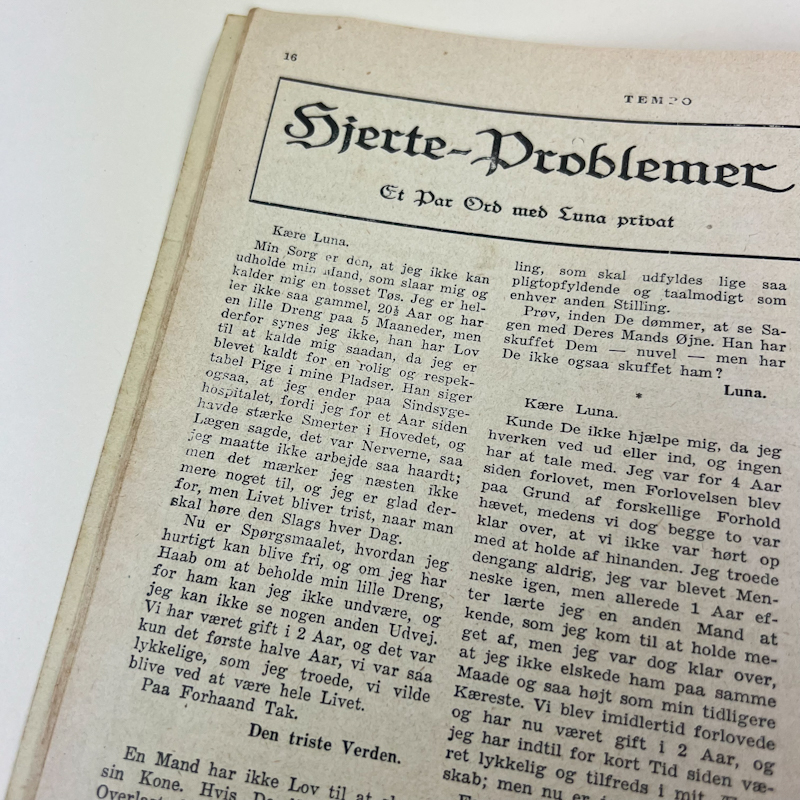 16
TEMPO
Hjerte-Problemer
Et Par Ord med Luna privat
Kære Luna.
Min Sorg er den, at jeg ikke kan
udholde min Mand, som slaar mig og
kalder mig en tosset Tøs. Jeg er hel-
ler ikke saa gammel, 20½ Aar og har
en lille Dreng paa 5 Maaneder, men
derfor synes jeg ikke, han har Lov
til at kalde mig saadan, da jeg er
blevet kaldt for en rolig og respek-
tabel Pige i mine Pladser. Han siger
ogsaa, at jeg ender paa Sindsyge-
hospitalet, fordi jeg for et Aar siden
havde stærke Smerter i Hovedet, og
Lægen sagde, det var Nerverne, saa
jeg maatte ikke arbejde saa haardt;
men det mærker jeg næsten ikke
mere noget til, og jeg er glad der-
for, men Livet bliver trist, naar man
skal høre den Slags hver Dag.
Nu er Spørgsmaalet, hvordan jeg
hurtigt kan blive fri, og om jeg har
Haab om at beholde min lille Dreng,
for ham kan jeg ikke undvære, og
jeg kan ikke se nogen anden Udvej.
Vi har været gift i 2 Aar, og det var
kun det første halve Aar, vi var saa
lykkelige, som jeg troede, vi vilde
blive ved at være hele Livet.
Paa Forhaand Tak.
Den triste Verden.
En Mand har ikke Lov til at
sin Kone. Hvis
ling, som skal udfyldes lige saa
pligtopfyldende og taalmodigt som
enhver anden Stilling.
Prøv, inden De dømmer, at se Sa-
gen med Deres Mands Øjne. Han har
skuffet Dem — nuvel — men har
De ikke ogsaa skuffet ham?
Luna.
*
Kære Luna.
Kunde De ikke hjælpe mig, da jeg
hverken ved ud eller ind, og ingen
har at tale med. Jeg var for 4 Aar
siden forlovet, men Forlovelsen blev
paa Grund af forskellige Forhold
hævet, medens vi dog begge to var
klar over, at vi ikke var hørt op
med at holde af hinanden. Jeg troede
dengang aldrig, jeg var blevet Men-
neske igen, men allerede 1 Aar ef-
ter lærte jeg en anden Mand at
kende, som jeg kom til at holde me-
get af, men jeg var dog klar over,
at jeg ikke elskede ham paa samme
Maade og saa højt som min tidligere
Kæreste. Vi blev imidlertid forlovede
og har nu været gift i 2 Aar, og
jeg har indtil for kort Tid siden væ-
ret lykkelig og tilfreds i mit
skab; men nu er